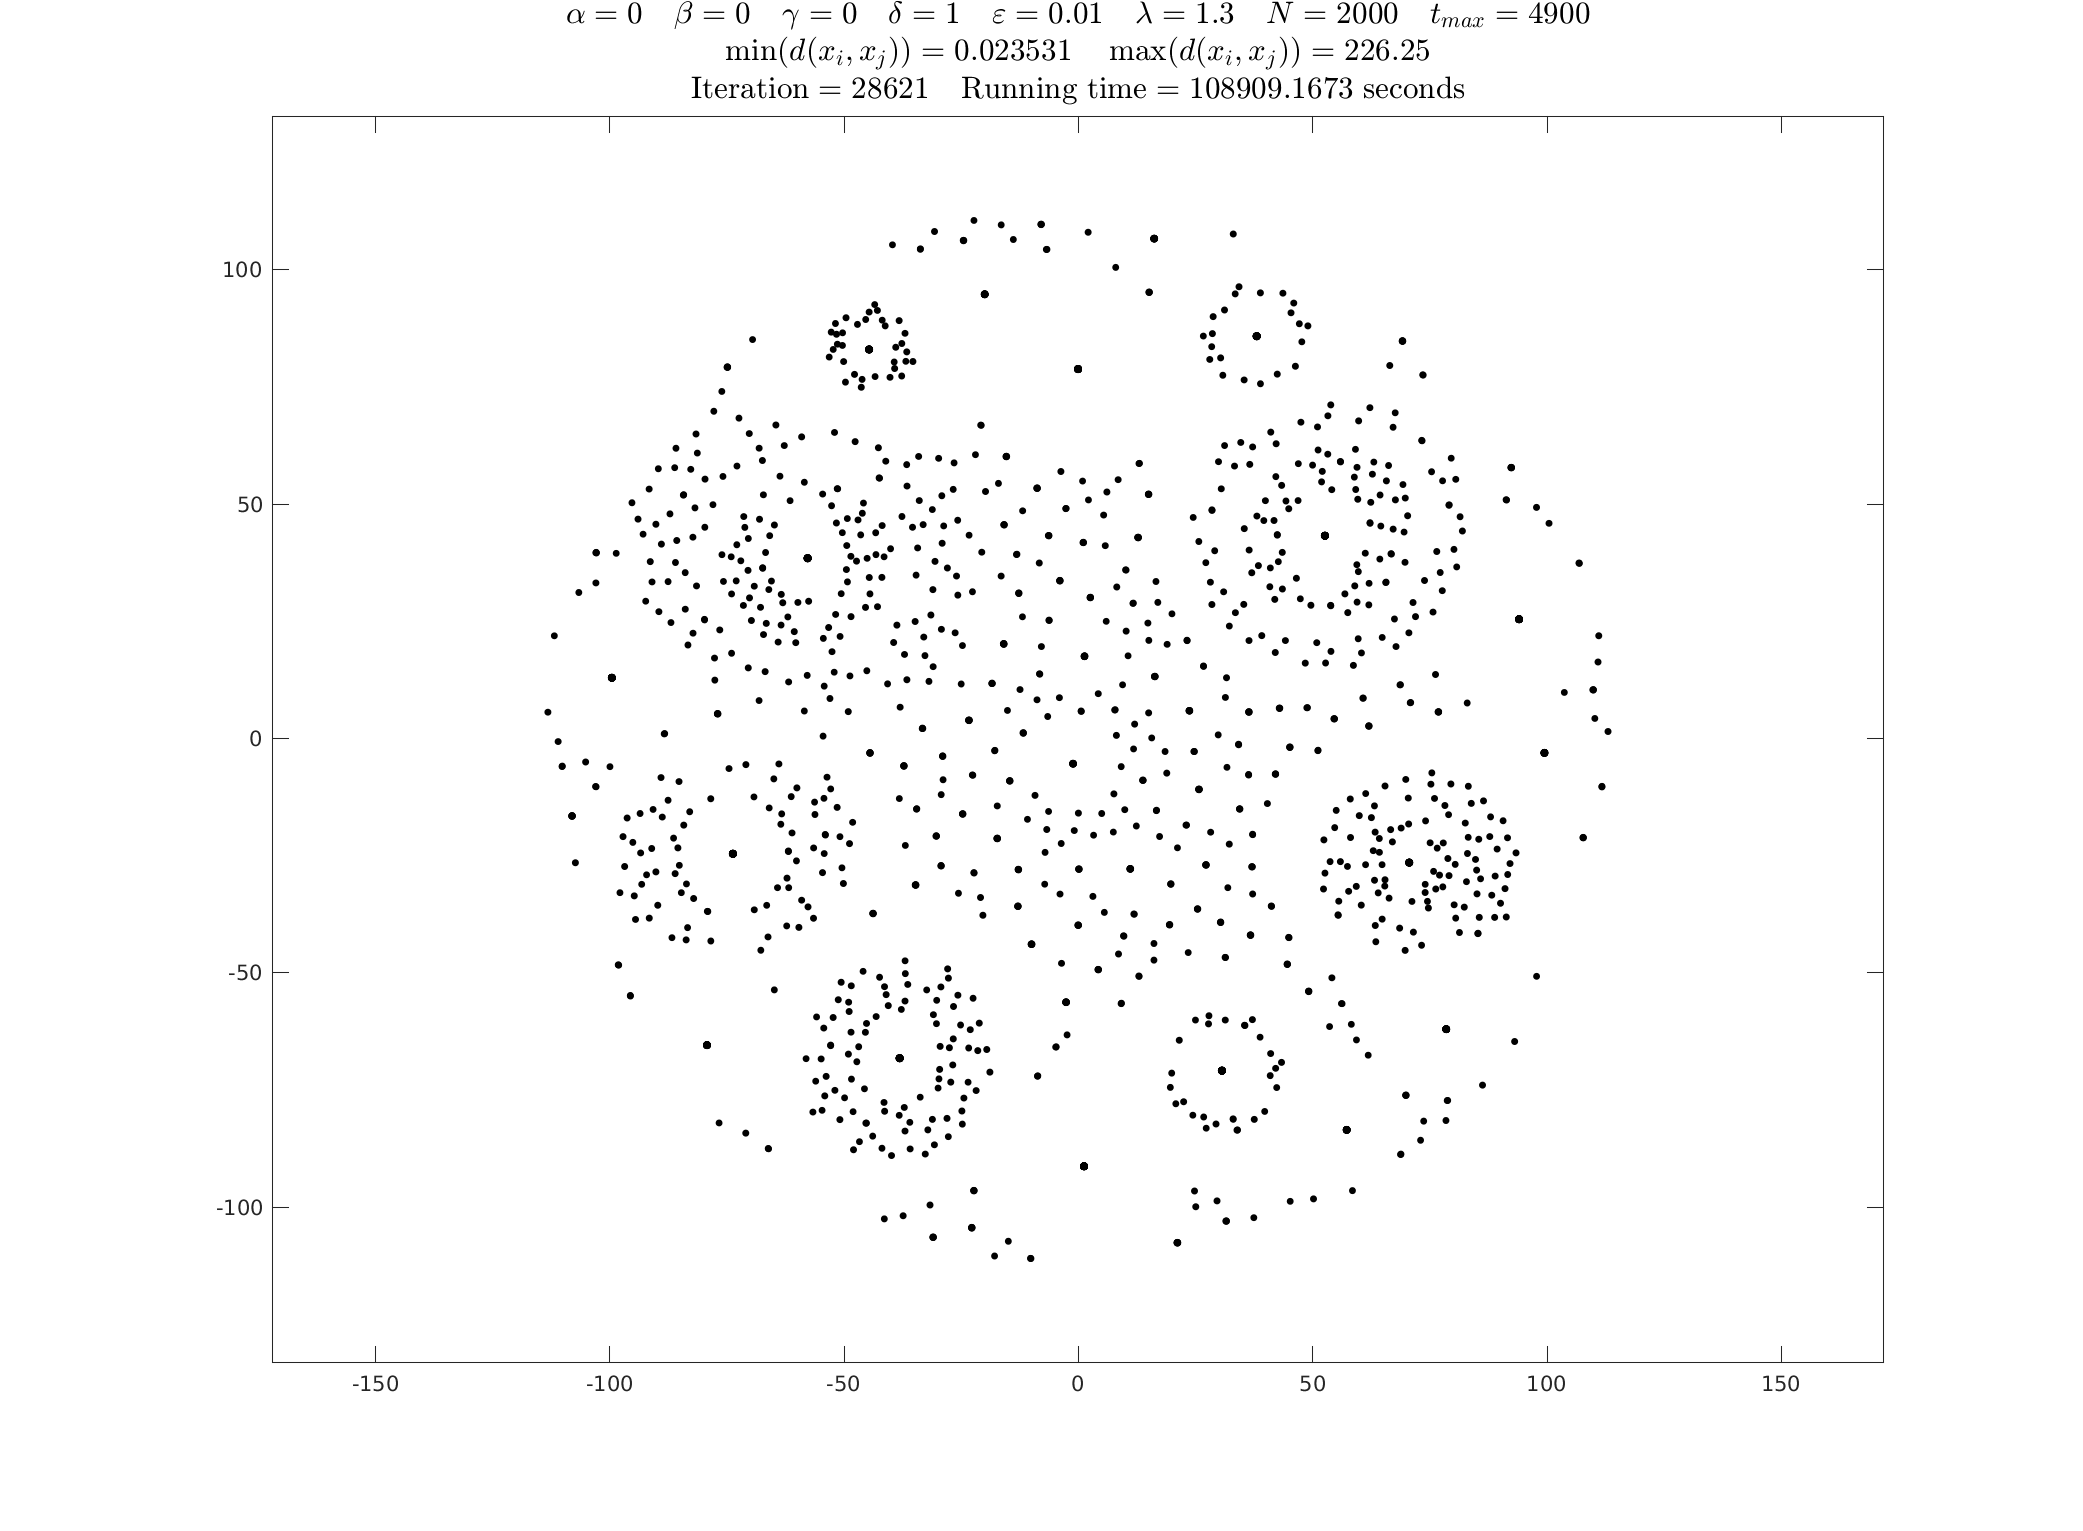 α = 0 β = 0 γ = 0 δ = 1 ε = 0.01 λ = 1.3 N = 2000 t_max = 4900
min(d(x_i, x_j)) = 0.023531 max(d(x_i, x_j)) = 226.25
Iteration = 28621 Running time = 108909.1673 seconds
100
50
0
-50
-100
-150 -100 -50 0 50 100 150